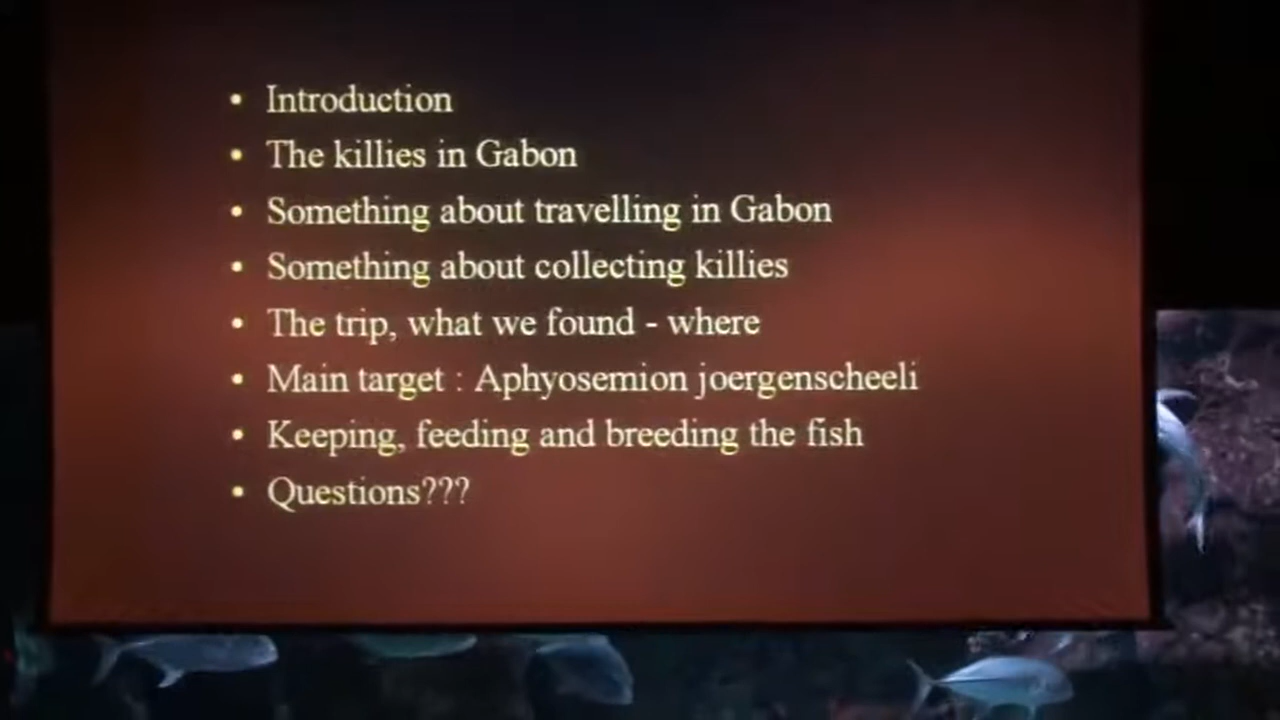 • Introduction
• The killies in Gabon
• Something about travelling in Gabon
• Something about collecting killies
• The trip, what we found - where
• Main target : Aphyosemion joergenscheeli
• Keeping, feeding and breeding the fish
• Questions???